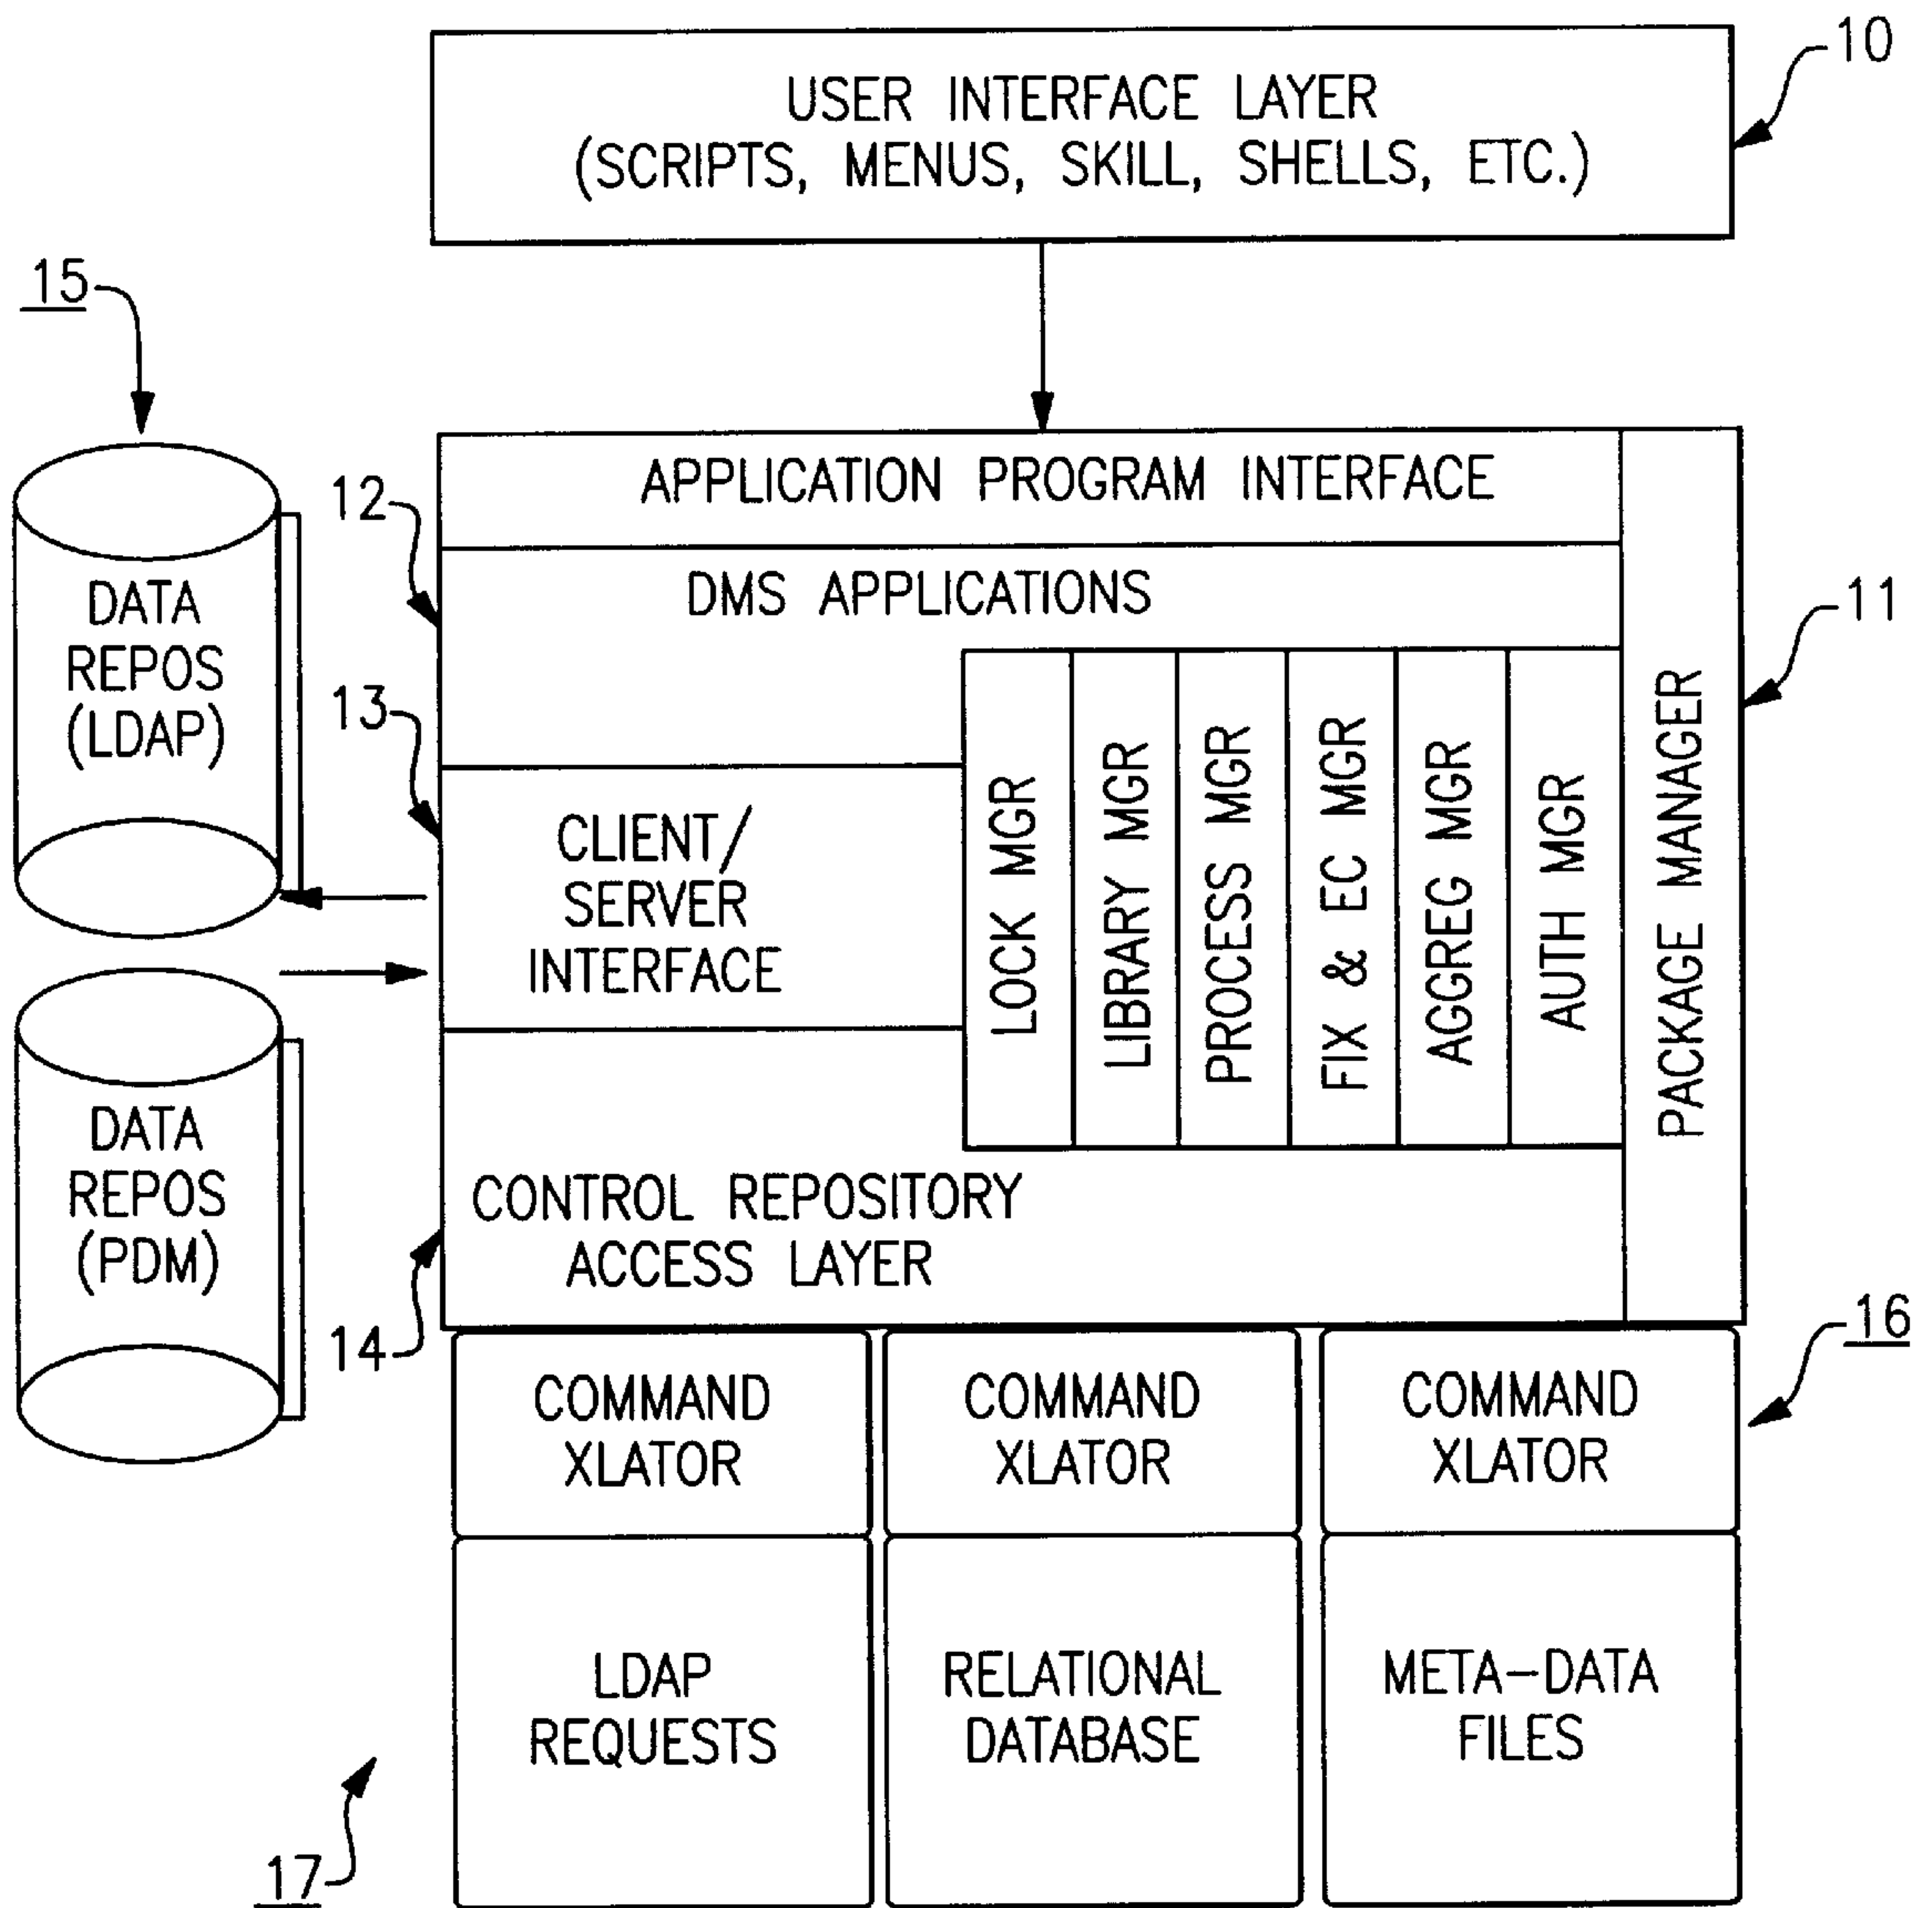 10
USER INTERFACE LAYER
(SCRIPTS, MENUS, SKILL, SHELLS, ETC.)
15
DATA
REPOS
(LDAP)
DATA
REPOS
(PDM)
12
13
14
APPLICATION PROGRAM INTERFACE
DMS APPLICATIONS
CLIENT/
SERVER
INTERFACE
LOCK MGR
LIBRARY MGR
PROCESS MGR
FIX & EC MGR
AGGREG MGR
AUTH MGR
PACKAGE MANAGER
11
CONTROL REPOSITORY
ACCESS LAYER
16
COMMAND
XLATOR
COMMAND
XLATOR
COMMAND
XLATOR
LDAP
REQUESTS
RELATIONAL
DATABASE
META-DATA
FILES
17